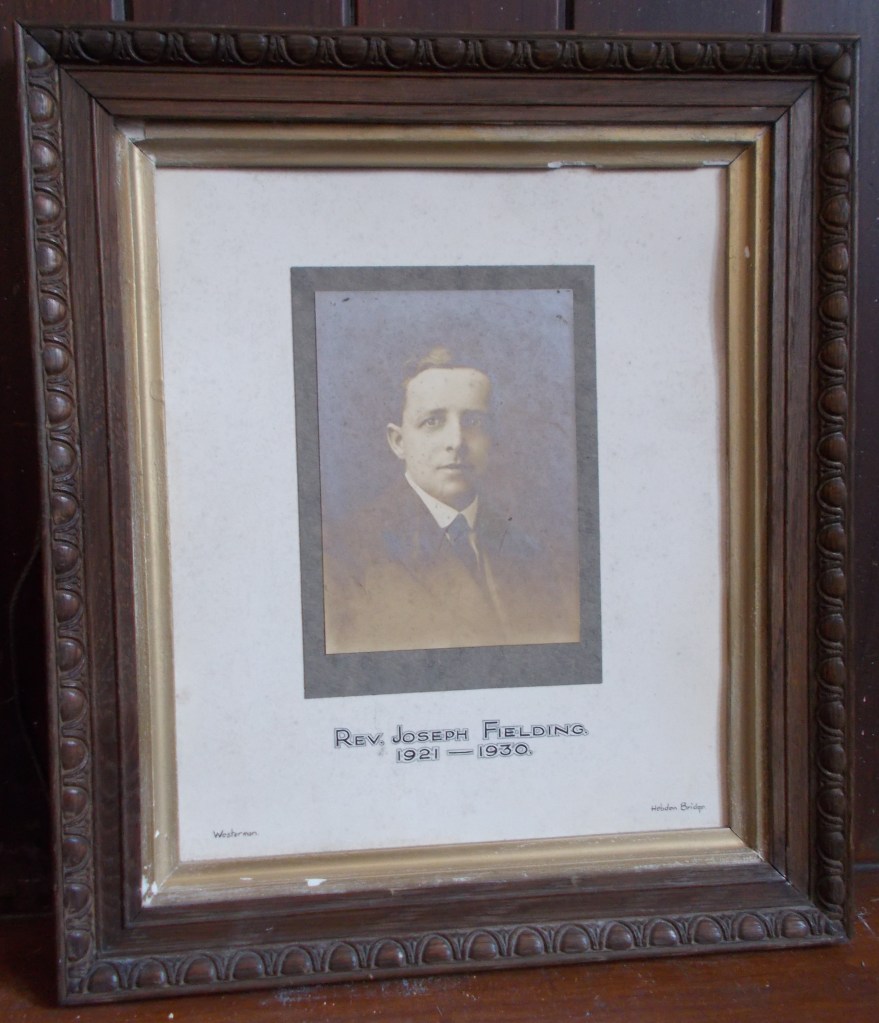 Rev. Joseph Fielding.
1921 — 1930.
Westerman
Hebden Bridge